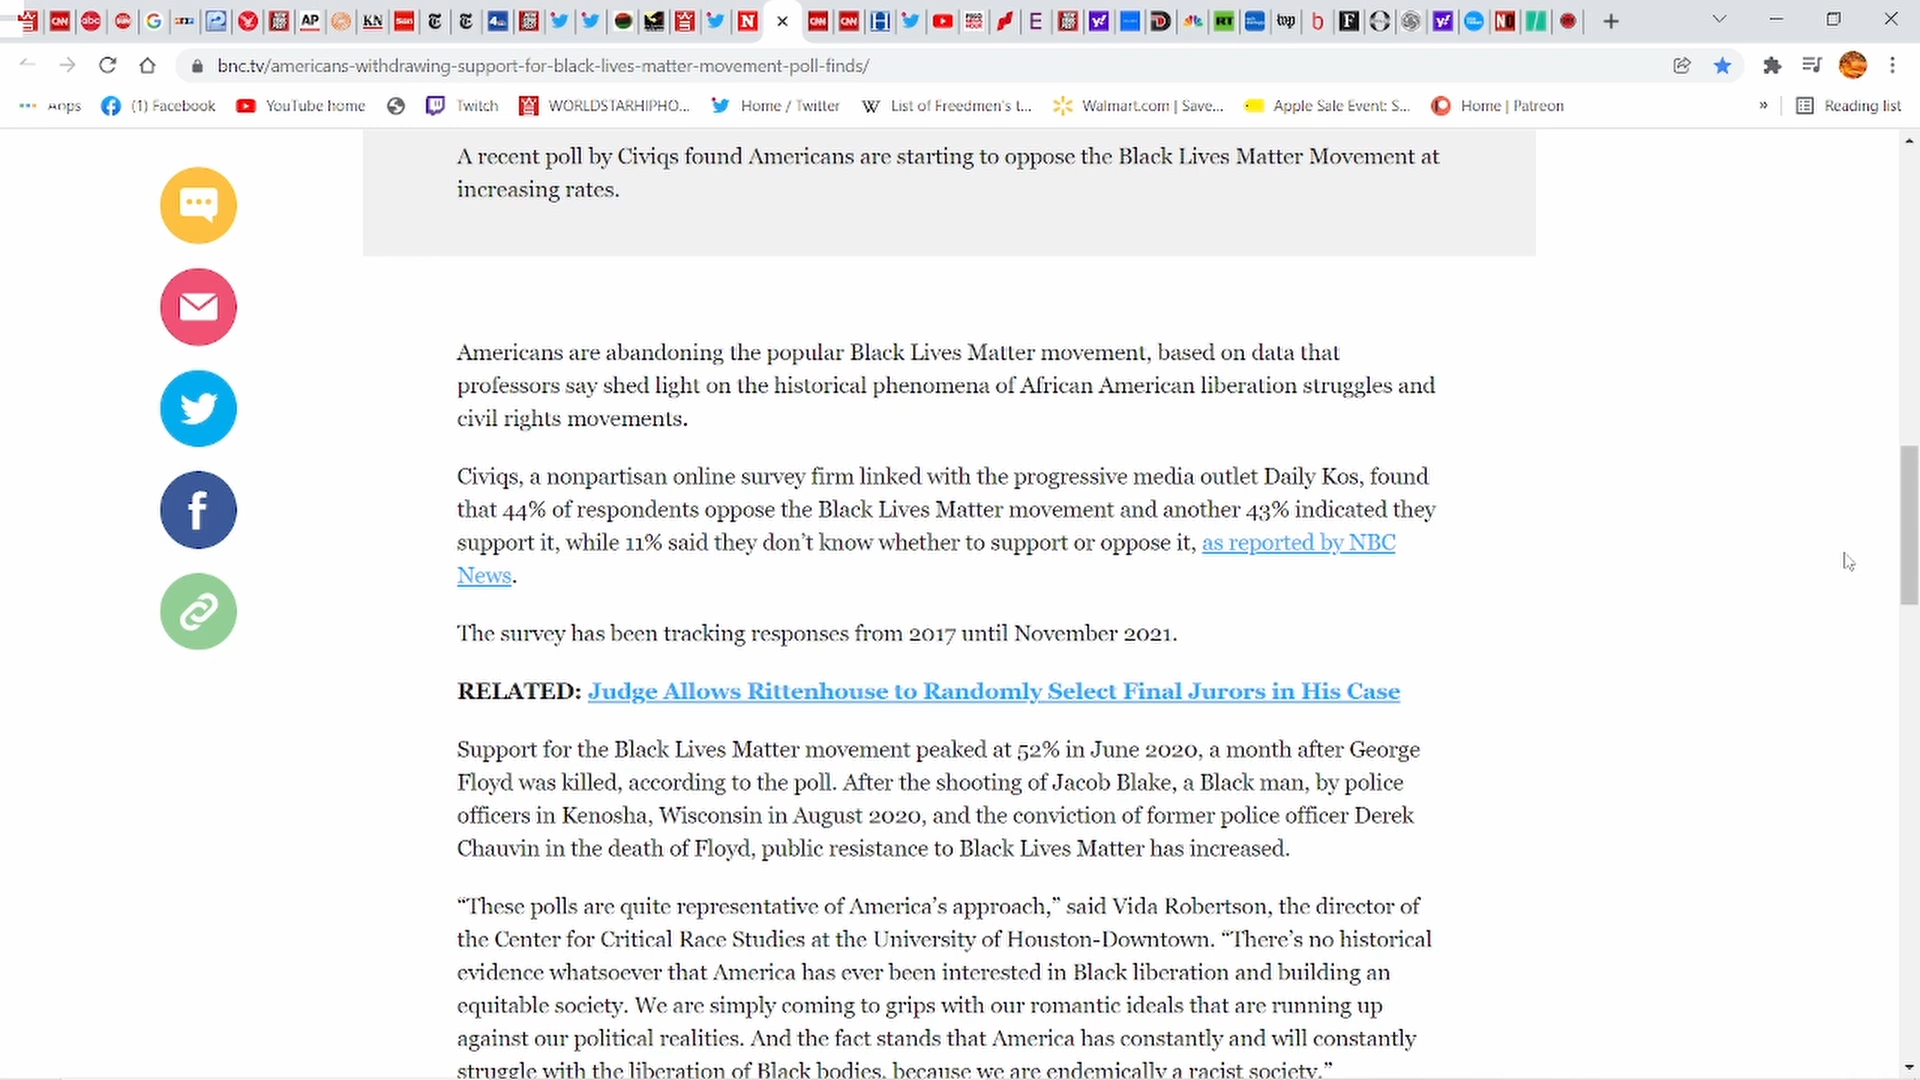 bnc.tv/americans-withdrawing-support-for-black-lives-matter-movement-poll-finds/
Apps
(1) Facebook
YouTube home
Twitch
WORLDSTARHIPHO...
Home / Twitter
List of Freedmen's t...
Walmart.com | Save...
Apple Sale Event: S...
Home | Patreon
»
Reading list
A recent poll by Civiqs found Americans are starting to oppose the Black Lives Matter Movement at
increasing rates.
Americans are abandoning the popular Black Lives Matter movement, based on data that
professors say shed light on the historical phenomena of African American liberation struggles and
civil rights movements.
Civiqs, a nonpartisan online survey firm linked with the progressive media outlet Daily Kos, found
that 44% of respondents oppose the Black Lives Matter movement and another 43% indicated they
support it, while 11% said they don’t know whether to support or oppose it, as reported by NBC
News.
The survey has been tracking responses from 2017 until November 2021.
RELATED: Judge Allows Rittenhouse to Randomly Select Final Jurors in His Case
Support for the Black Lives Matter movement peaked at 52% in June 2020, a month after George
Floyd was killed, according to the poll. After the shooting of Jacob Blake, a Black man, by police
officers in Kenosha, Wisconsin in August 2020, and the conviction of former police officer Derek
Chauvin in the death of Floyd, public resistance to Black Lives Matter has increased.
“These polls are quite representative of America’s approach,” said Vida Robertson, the director of
the Center for Critical Race Studies at the University of Houston-Downtown. “There’s no historical
evidence whatsoever that America has ever been interested in Black liberation and building an
equitable society. We are simply coming to grips with our romantic ideals that are running up
against our political realities. And the fact stands that America has constantly and will constantly
struggle with the liberation of Black bodies, because we are endemically a racist society.”